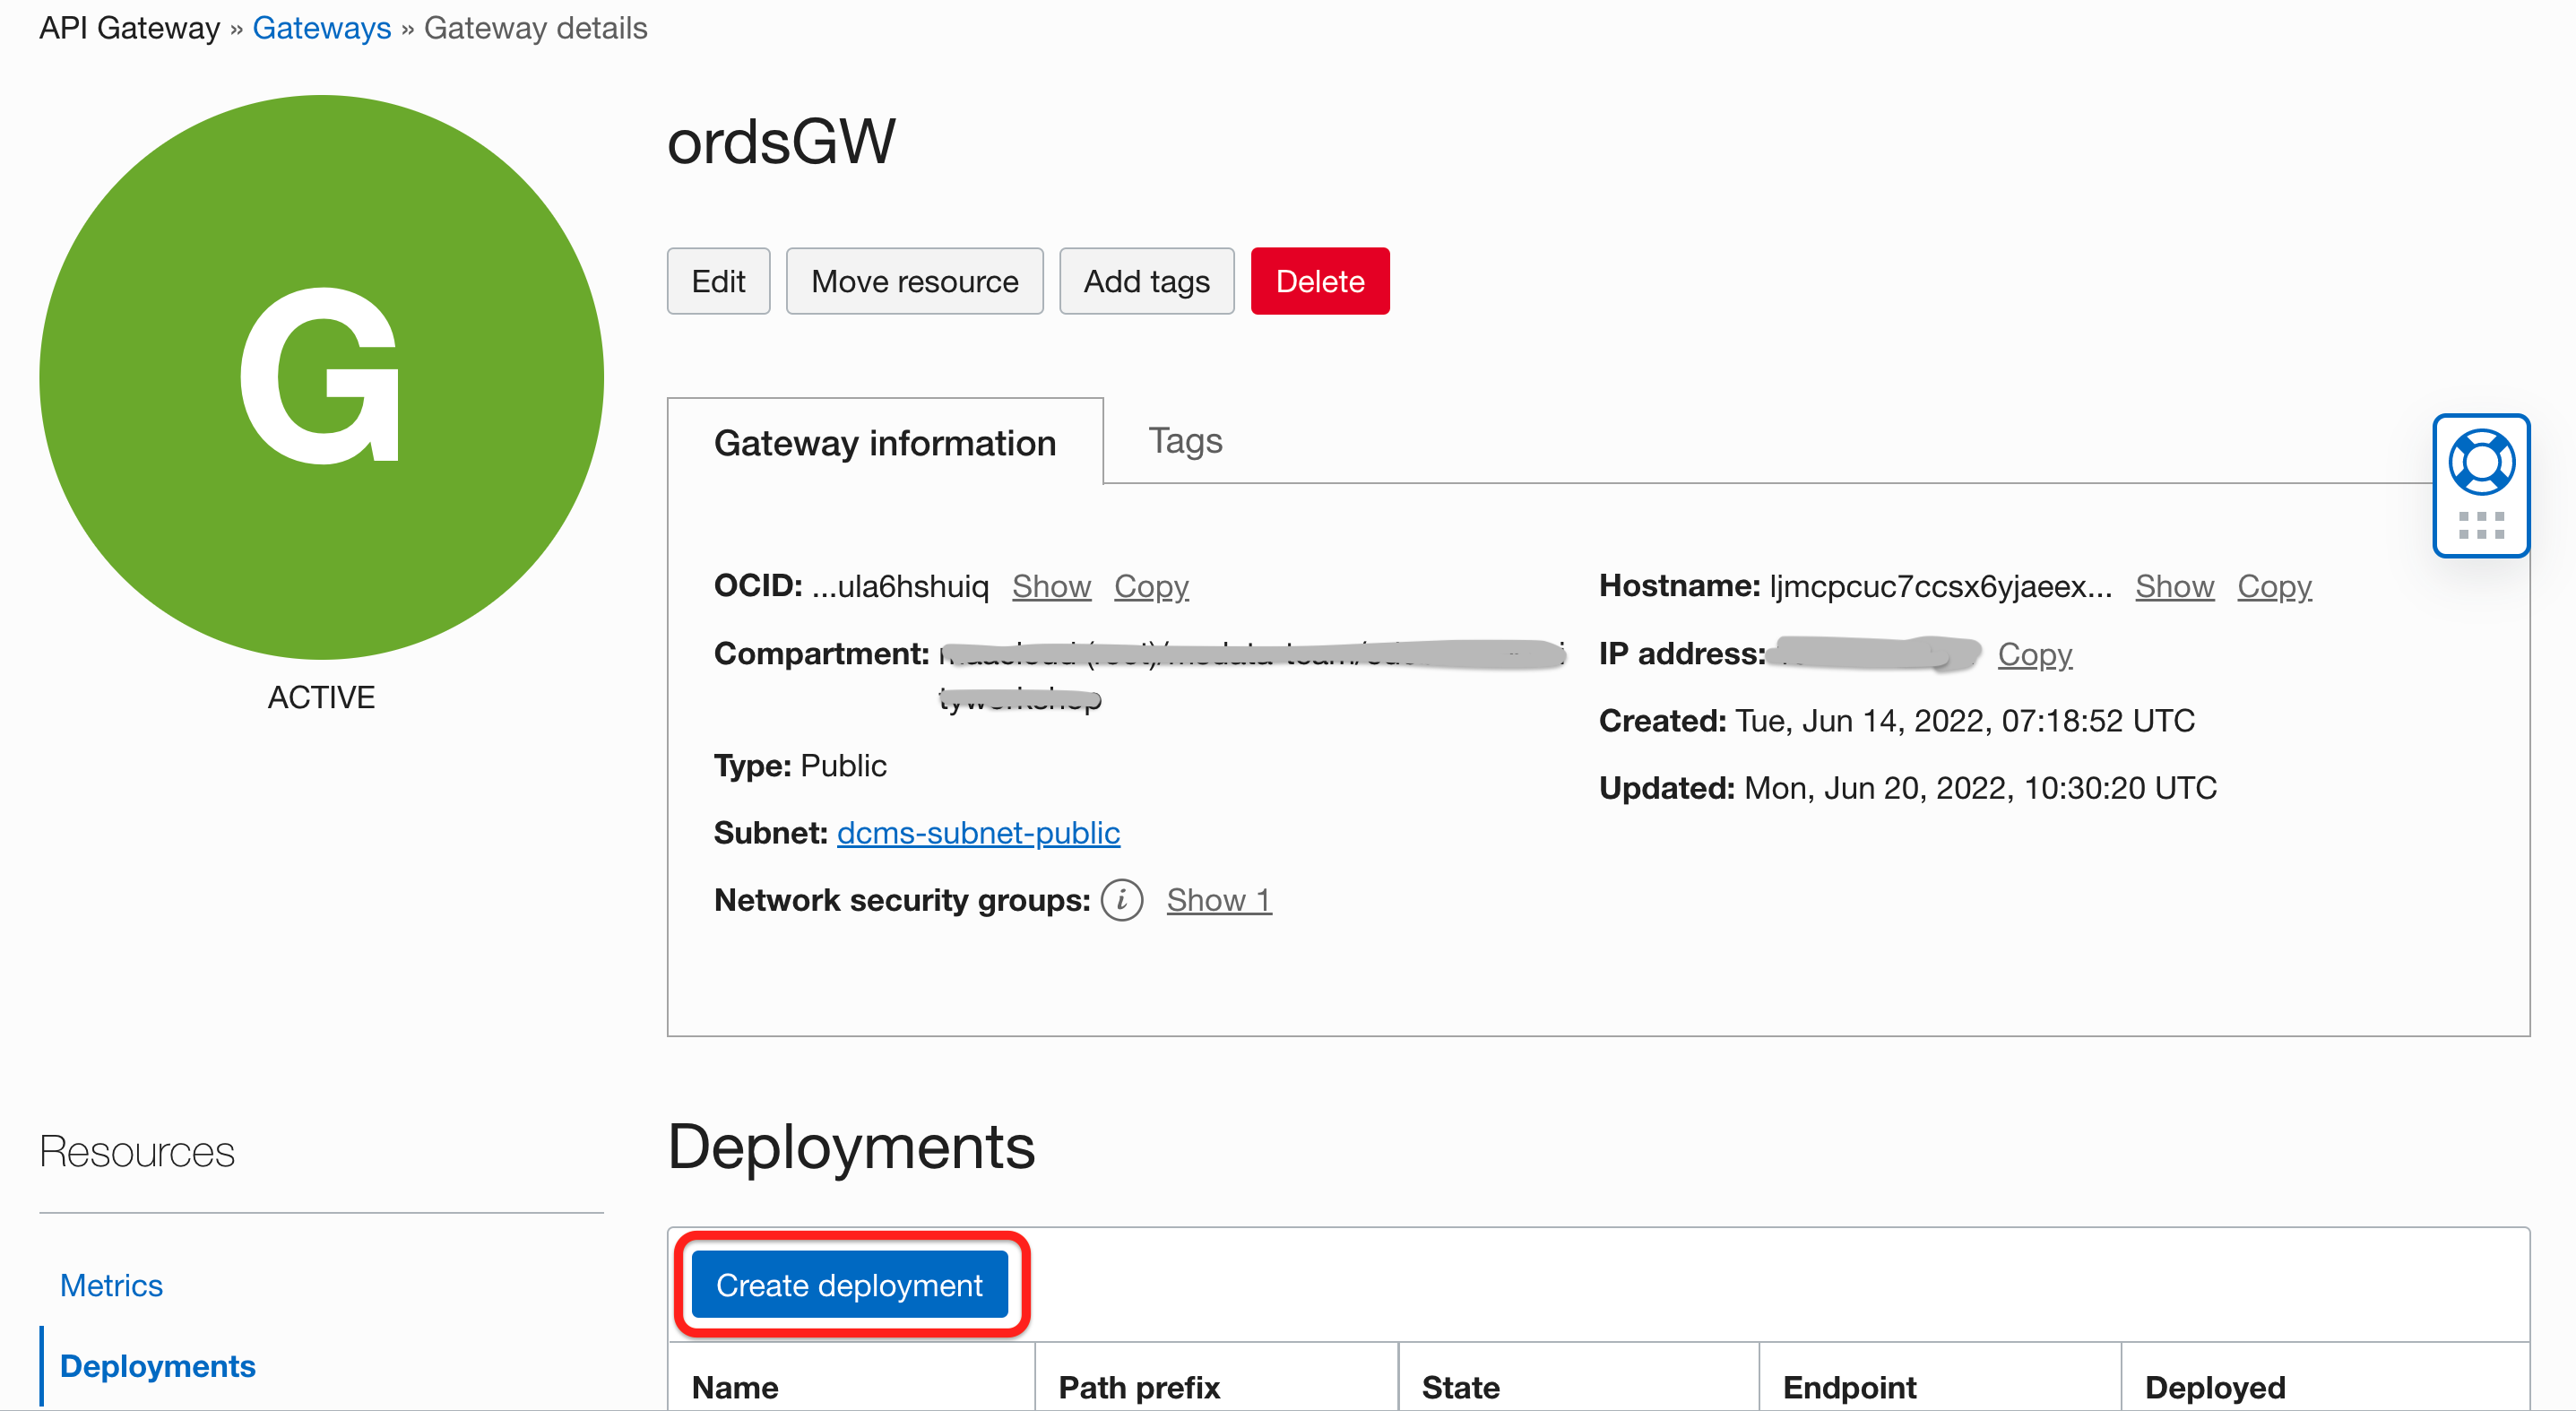 API Gateway » Gateways » Gateway details
G
ACTIVE
ordsGW
Edit Move resource Add tags Delete
Gateway information Tags
OCID: ...ula6hshuiq Show Copy
Compartment:
Type: Public
Subnet: dcms-subnet-public
Network security groups: i Show 1
Hostname: ljmcpcuc7ccsx6yjaeex... Show Copy
IP address: Copy
Created: Tue, Jun 14, 2022, 07:18:52 UTC
Updated: Mon, Jun 20, 2022, 10:30:20 UTC
Resources
Metrics
Deployments
Deployments
Create deployment
Name Path prefix State Endpoint Deployed